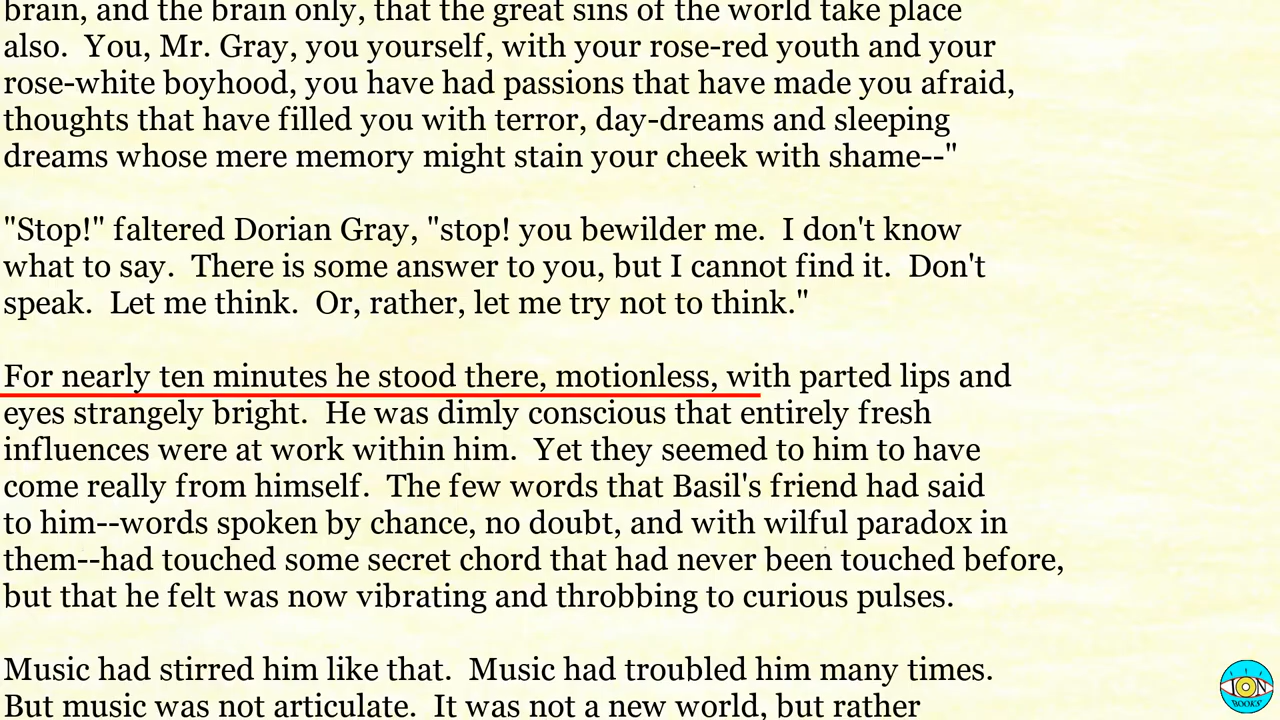 brain, and the brain only, that the great sins of the world take place
also.  You, Mr. Gray, you yourself, with your rose-red youth and your
rose-white boyhood, you have had passions that have made you afraid,
thoughts that have filled you with terror, day-dreams and sleeping
dreams whose mere memory might stain your cheek with shame--"

"Stop!" faltered Dorian Gray, "stop! you bewilder me.  I don't know
what to say.  There is some answer to you, but I cannot find it.  Don't
speak.  Let me think.  Or, rather, let me try not to think."

For nearly ten minutes he stood there, motionless, with parted lips and
eyes strangely bright.  He was dimly conscious that entirely fresh
influences were at work within him.  Yet they seemed to him to have
come really from himself.  The few words that Basil's friend had said
to him--words spoken by chance, no doubt, and with wilful paradox in
them--had touched some secret chord that had never been touched before,
but that he felt was now vibrating and throbbing to curious pulses.

Music had stirred him like that.  Music had troubled him many times.
But music was not articulate.  It was not a new world, but rather
ION
BOOKS